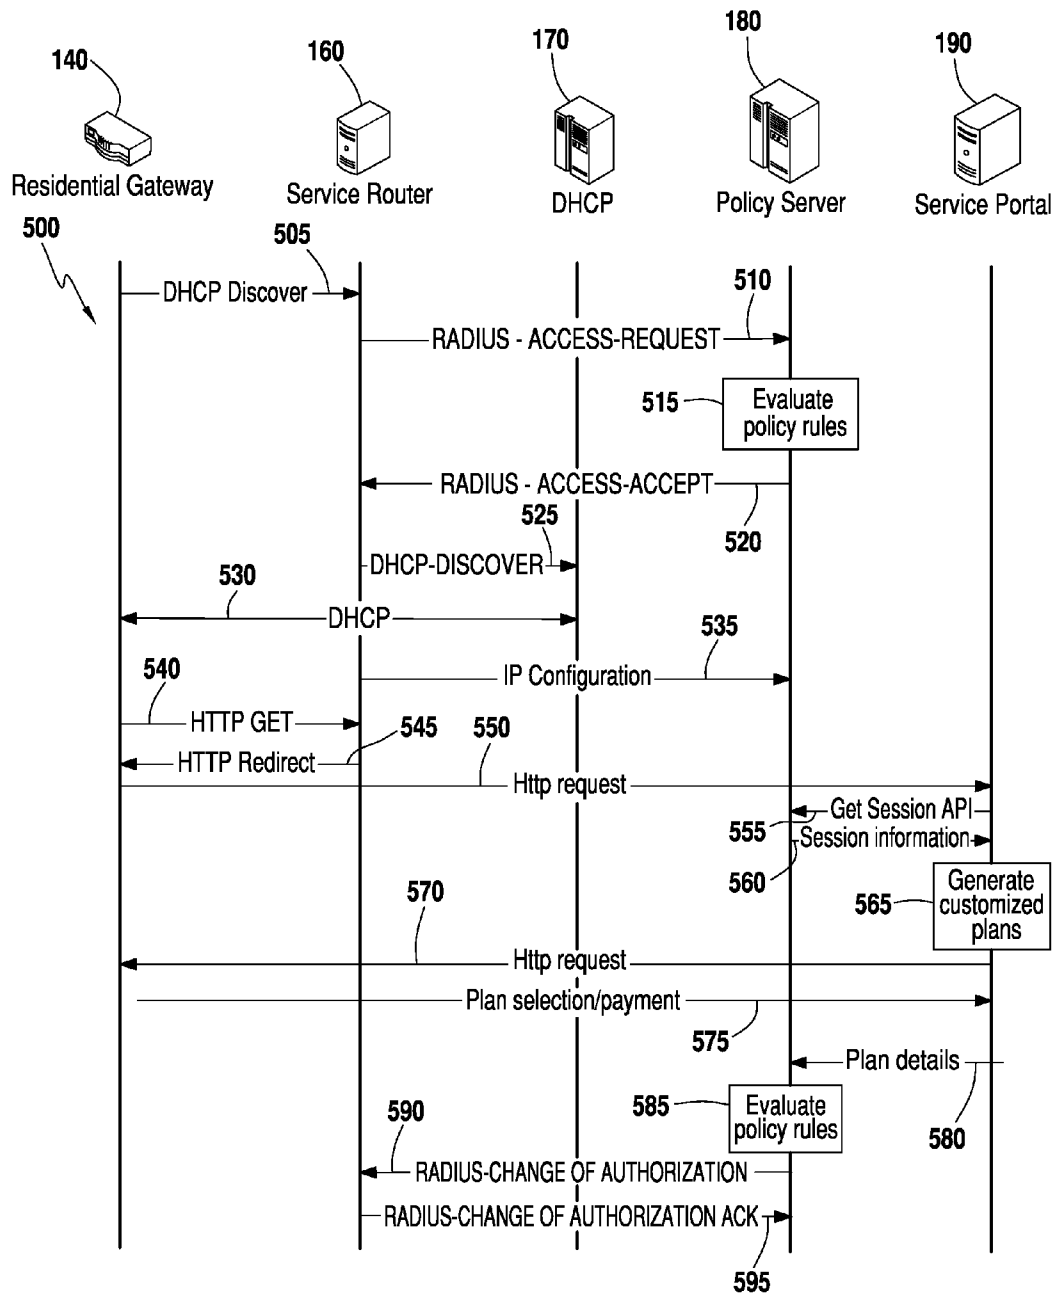 140
160
170
180
190
Residential Gateway
Service Router
DHCP
Policy Server
Service Portal
500
505
DHCP Discover
510
RADIUS - ACCESS-REQUEST
515
Evaluate
policy rules
RADIUS - ACCESS-ACCEPT
520
525
DHCP-DISCOVER
530
DHCP
535
IP Configuration
540
HTTP GET
545
HTTP Redirect
550
Http request
555
Get Session API
Session information
560
565
Generate
customized
plans
570
Http request
Plan selection/payment
575
Plan details
580
585
Evaluate
policy rules
590
RADIUS-CHANGE OF AUTHORIZATION
RADIUS-CHANGE OF AUTHORIZATION ACK
595